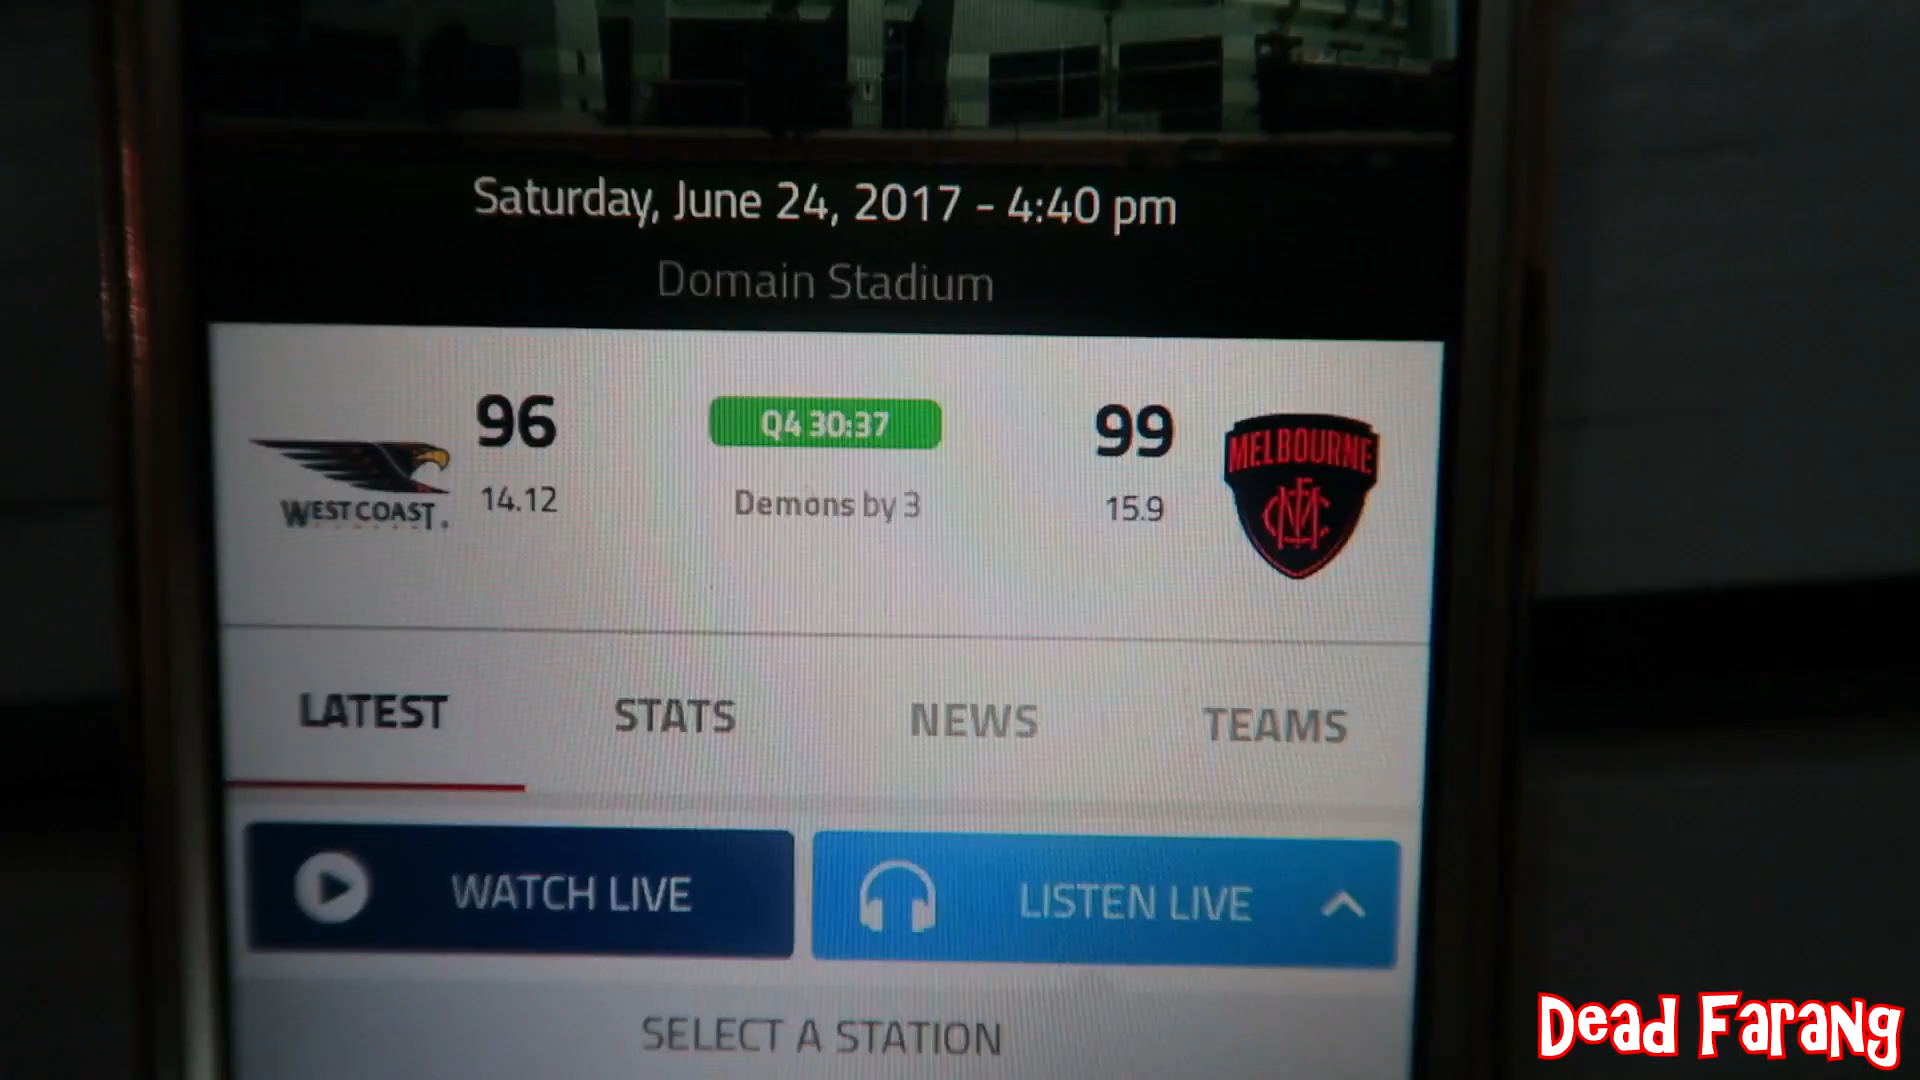 Saturday, June 24, 2017 - 4:40 pm
Domain Stadium
96
Q4 30:37
99
MELBOURNE
WEST COAST
14.12
Demons by 3
15.9
LATEST
STATS
NEWS
TEAMS
WATCH LIVE
LISTEN LIVE
SELECT A STATION
Dead Farang